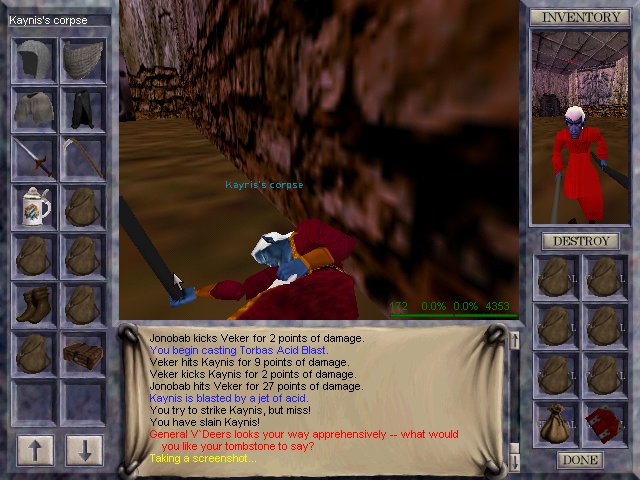 Kaynis's corpse
INVENTORY
Kaynis's corpse
DESTROY
172 0.0% 0.0% 4353
Jonobab kicks Veker for 2 points of damage.
You begin casting Torbas Acid Blast.
Veker hits Kaynis for 9 points of damage.
Veker kicks Kaynis for 2 points of damage.
Jonobab hits Veker for 27 points of damage.
Kaynis is blasted by a jet of acid.
You try to strike Kaynis, but miss!
You have slain Kaynis!
General V`Deers looks your way apprehensively -- what would
you like your tombstone to say?
Taking a screenshot...
DONE